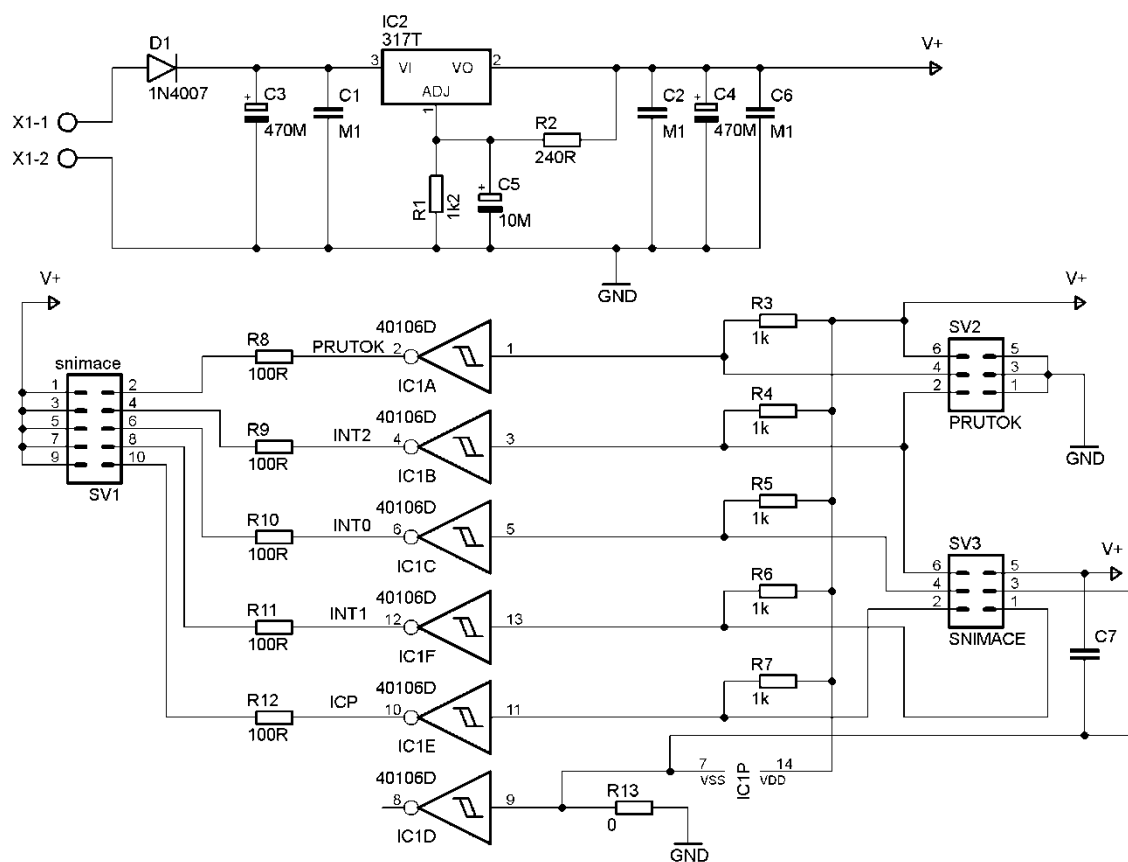 IC2
317T
D1
V+
3
VI
VO
2
1N4007
C3
C1
ADJ
C2
C4
C6
X1-1
470M
M1
1
R2
M1
470M
M1
X1-2
240R
R1
1k2
C5
10M
V+
GND
V+
R3
1k
SV2
snimace
R8
100R
PRUTOK
40106D
2
1
IC1A
6
5
4
3
2
1
PRUTOK
1
2
3
4
5
6
7
8
9
10
SV1
R9
100R
INT2
40106D
4
3
IC1B
R4
1k
GND
R10
100R
INT0
40106D
6
5
IC1C
R5
1k
SV3
V+
6
5
4
3
2
1
SNIMACE
C7
R11
100R
INT1
40106D
12
13
IC1F
R6
1k
R12
100R
ICP
40106D
10
11
IC1E
R7
1k
7
VSS
IC1P
14
VDD
40106D
8
9
IC1D
R13
0
GND